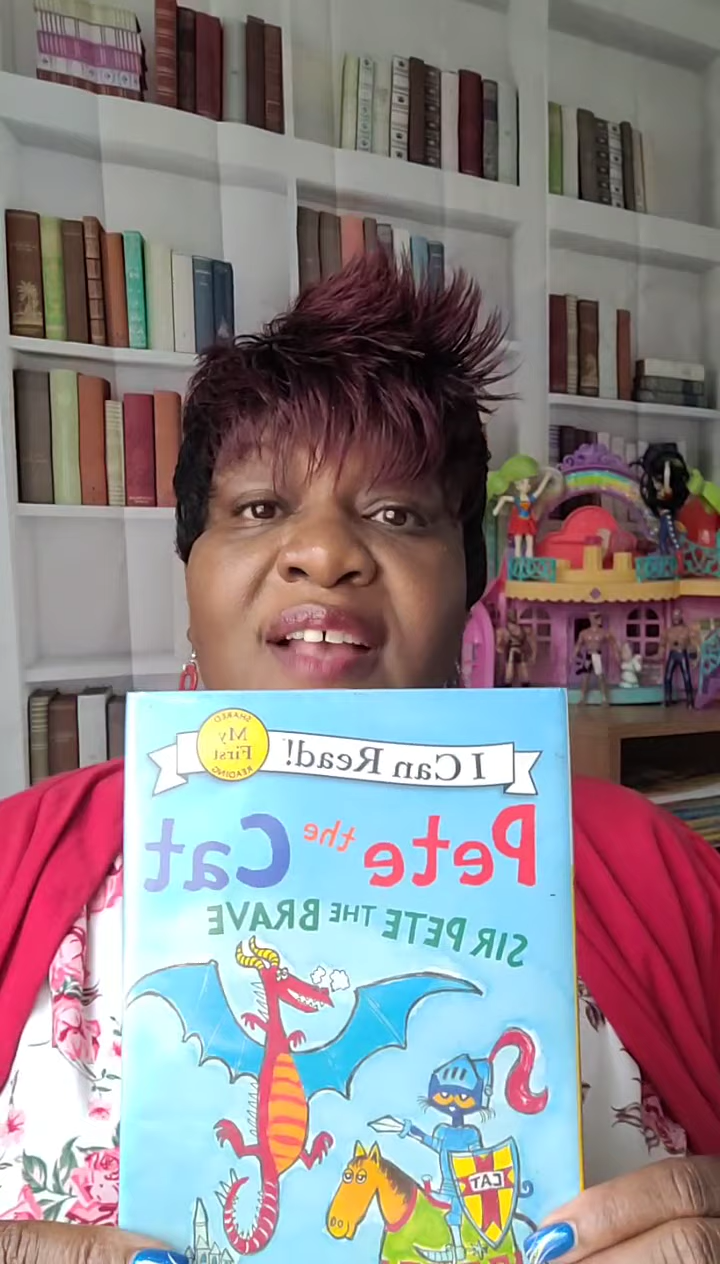 I Can Read!
SHARED
My
First
READING
Pete the Cat
SIR PETE THE BRAVE
CAT